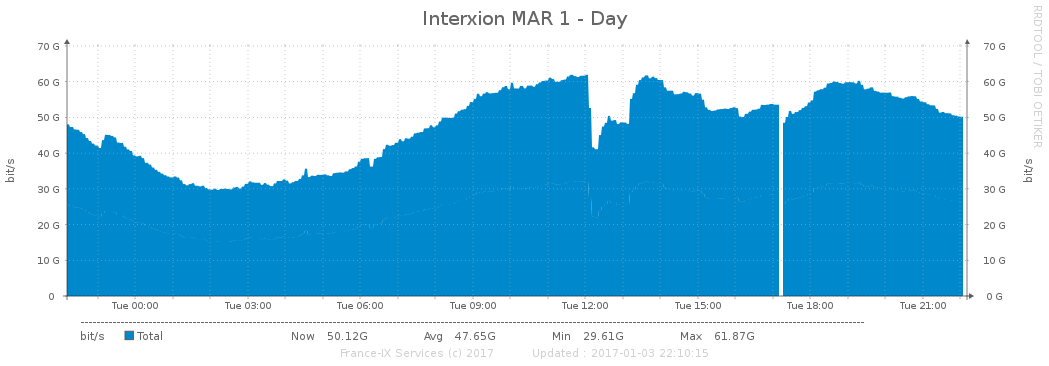 Interxion MAR 1 - Day
RRDTOOL / TOBI OETIKER
bit/s
bit/s
70 G 70 G
60 G 60 G
50 G 50 G
40 G 40 G
30 G 30 G
20 G 20 G
10 G 10 G
0 0 G
Tue 00:00 Tue 03:00 Tue 06:00 Tue 09:00 Tue 12:00 Tue 15:00 Tue 18:00 Tue 21:00
bit/s Total Now 50.12G Avg 47.65G Min 29.61G Max 61.87G
France-IX Services (c) 2017 Updated : 2017-01-03 22:10:15